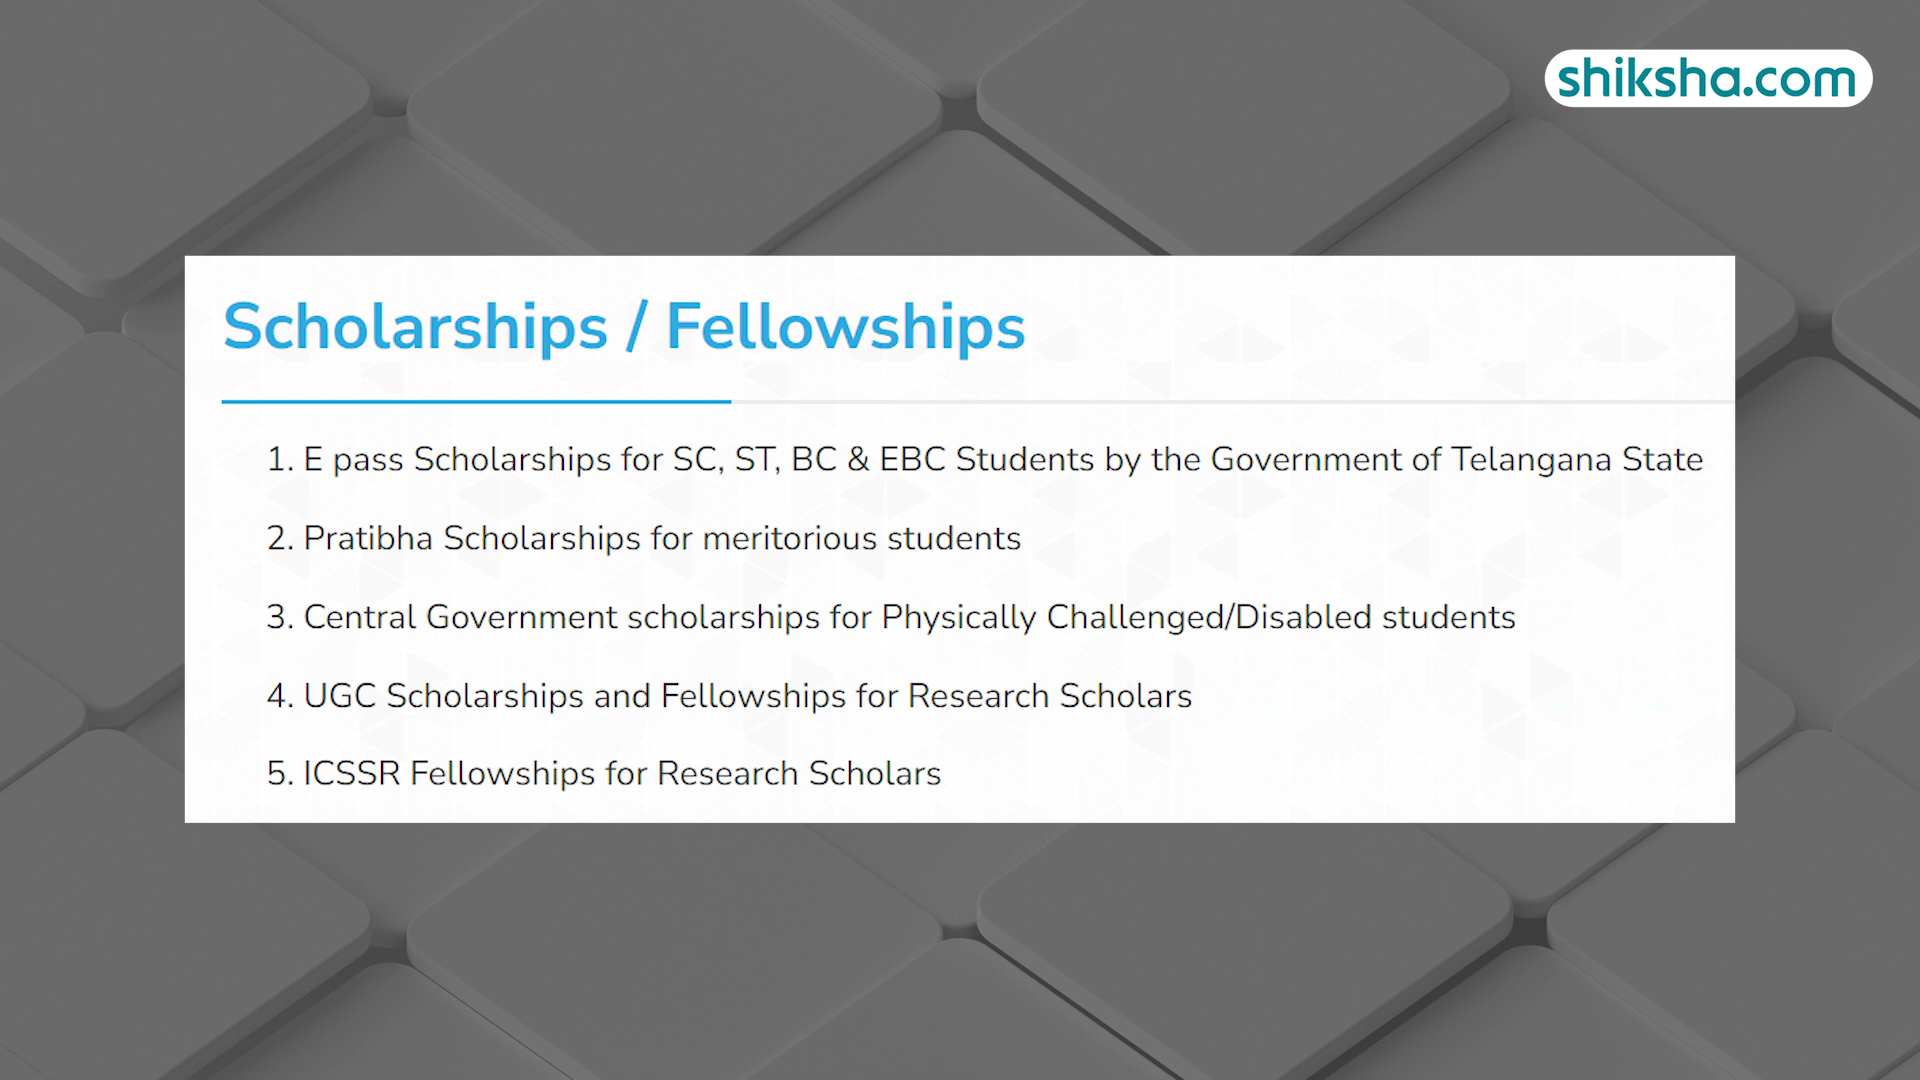 shiksha.com
Scholarships / Fellowships
1. E pass Scholarships for SC, ST, BC & EBC Students by the Government of Telangana State
2. Pratibha Scholarships for meritorious students
3. Central Government scholarships for Physically Challenged/Disabled students
4. UGC Scholarships and Fellowships for Research Scholars
5. ICSSR Fellowships for Research Scholars